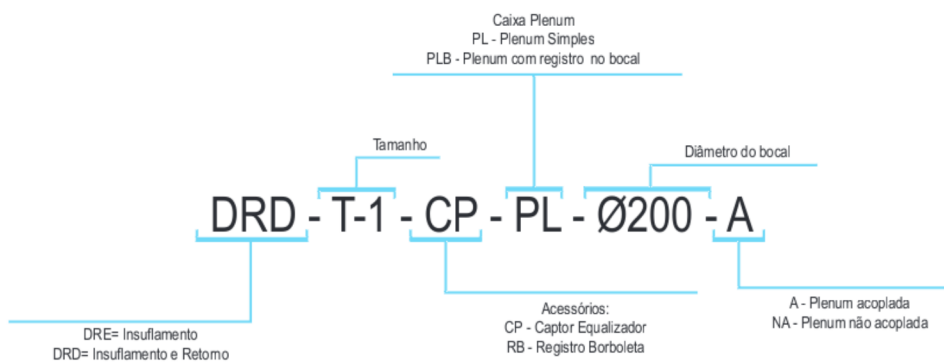 Caixa Plenum
PL - Plenum Simples
PLB - Plenum com registro no bocal
Tamanho
Diâmetro do bocal
DRD - T-1 - CP - PL - Ø200 - A
DRE= Insuflamento
DRD= Insuflamento e Retorno
Acessórios:
CP - Captor Equalizador
RB - Registro Borboleta
A - Plenum acoplada
NA - Plenum não acoplada